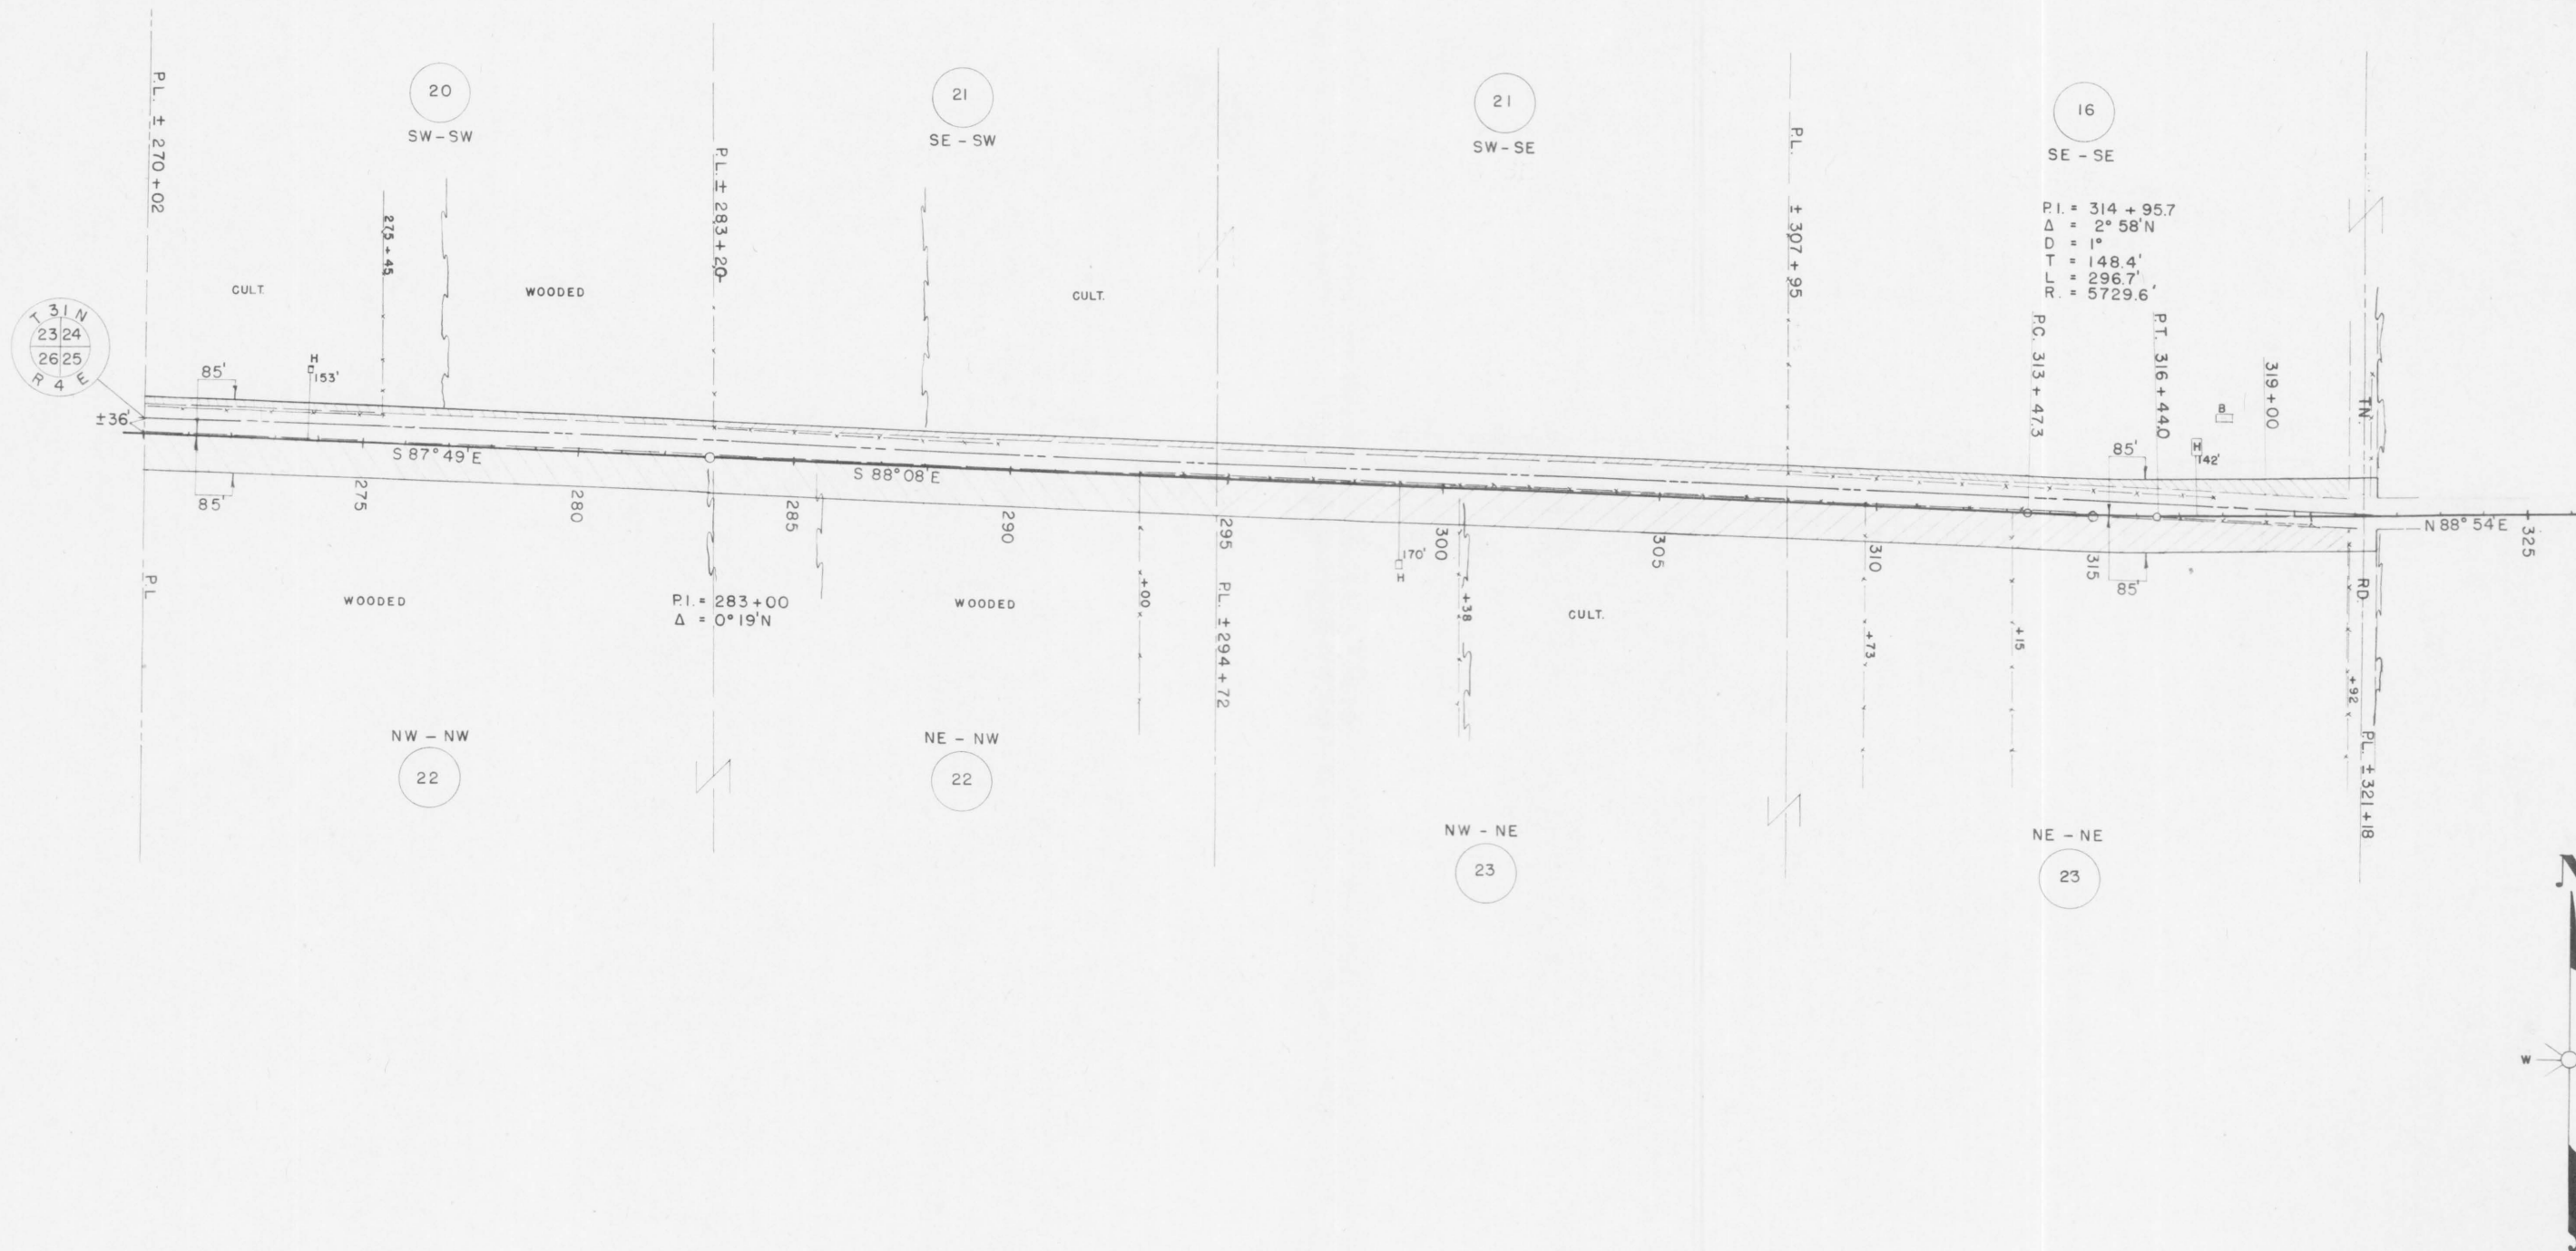 P.L. ± 270+02
20
SW-SW
P.L. ± 283+20
21
SE - SW
21
SW-SE
P.L. ± 307+95
16
SE - SE
P.I. = 314 + 95.7
Δ = 2° 58'N
D = 1°
T = 148.4'
L = 296.7'
R. = 5729.6'
275+45
CULT.
WOODED
CULT.
T 31 N
23 24
26 25
R 4 E
±36'
85'
H
153'
P.C. 313+47.3
P.T. 316+44.0
319+00
B
H
142'
85'
TN.
S 87° 49' E
S 88° 08' E
N 88° 54' E
85'
275
280
285
290
295
300
305
310
315
325
170'
H
85'
RD.
P.L.
WOODED
P.I. = 283+00
Δ = 0° 19'N
WOODED
+00
P.L. ± 294+72
+38
CULT.
+73
+15
+92
P.L. ± 321+18
NW - NW
22
NE - NW
22
NW - NE
23
NE - NE
23
N
W